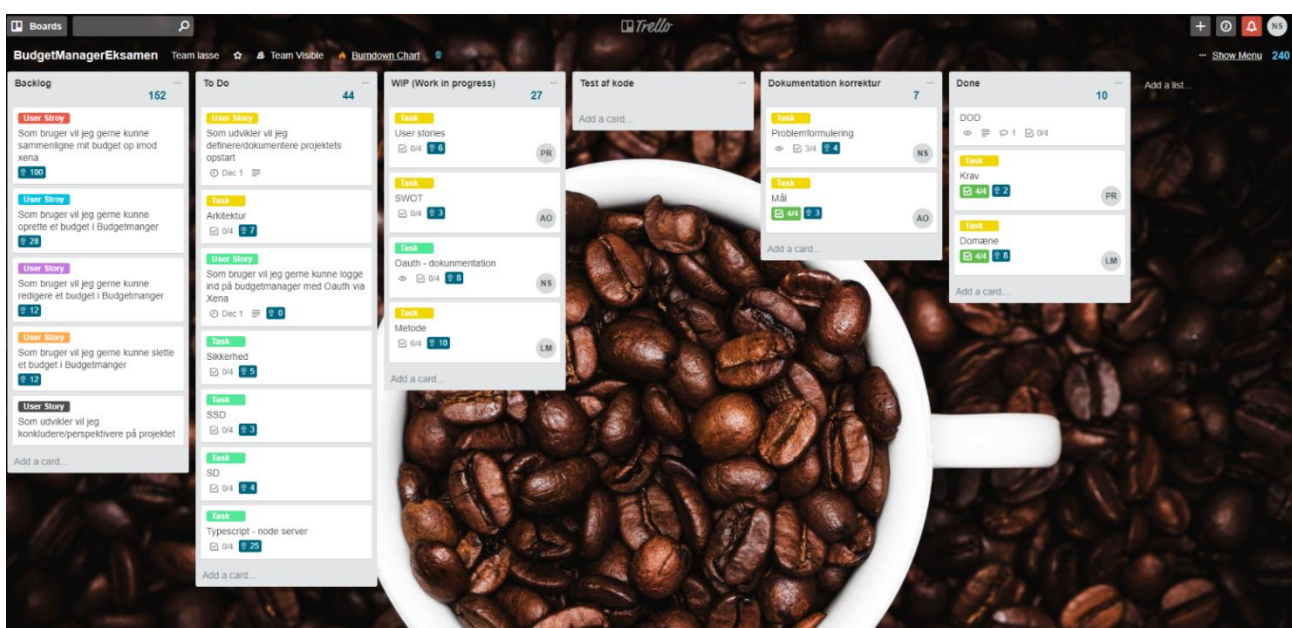 Boards
Trello
NS
BudgetManagerEksamen Team lasse Team Visible Burndown Chart
Show Menu 240
Backlog
152
User Stroy
Som bruger vil jeg gerne kunne
sammenligne mit budget op imod
xena
100
User Stroy
Som bruger vil jeg gerne kunne
oprette et budget i Budgetmanger
28
User Story
Som bruger vil jeg gerne kunne
redigere et budget i Budgetmanger
12
User Story
Som bruger vil jeg gerne kunne slette
et budget i Budgetmanger
12
User Story
Som udvikler vil jeg
konkludere/perspektivere på projektet
Add a card...
To Do
44
User Story
Som udvikler vil jeg
definere/dokumentere projektets
opstart
Dec 1
Task
Arkitektur
0/4 7
User Story
Som bruger vil jeg gerne kunne logge
ind på budgetmanager med Oauth via
Xena
Dec 1 0
Task
Sikkerhed
0/4 5
Task
SSD
0/4 3
Task
SD
0/4 4
Task
Typescript - node server
0/4 25
Add a card...
WIP (Work in progress)
27
Task
User stories
0/4 6
PR
Task
SWOT
0/4 3
AO
Task
Oauth - dokunmentation
0/4 8
NS
Task
Metode
0/4 10
LM
Add a card...
Test af kode
Add a card...
Dokumentation korrektur
7
Task
Problemformulering
3/4 4
NS
Task
Mål
4/4 3
AO
Add a card...
Done
10
DOD
1 0/4
Task
Krav
4/4 2
PR
Task
Domæne
4/4 8
LM
Add a card...
Add a list...